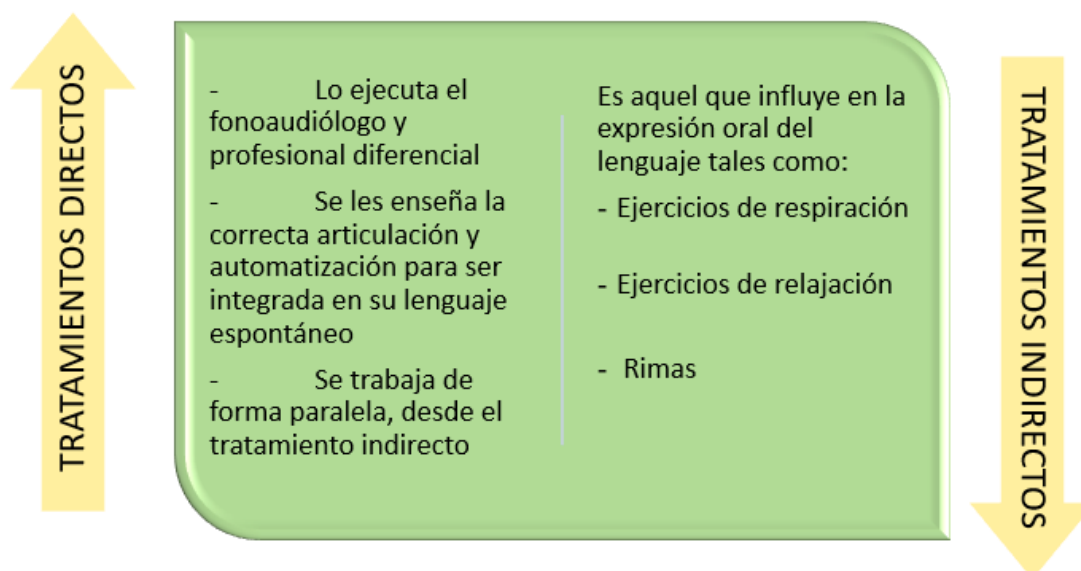 TRATAMIENTOS DIRECTOS
- Lo ejecuta el
fonoaudiólogo y
profesional diferencial
- Se les enseña la
correcta articulación y
automatización para ser
integrada en su lenguaje
espontáneo
- Se trabaja de
forma paralela, desde el
tratamiento indirecto
Es aquel que influye en la
expresión oral del
lenguaje tales como:
- Ejercicios de respiración
- Ejercicios de relajación
- Rimas
TRATAMIENTOS INDIRECTOS